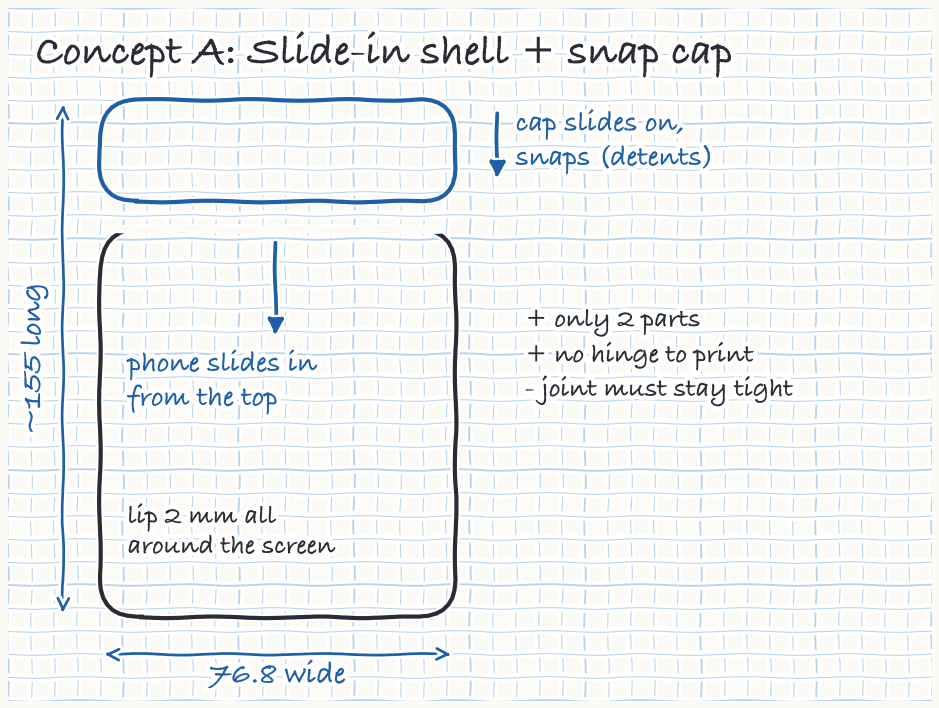 Concept A: Slide-in shell + snap cap
cap slides on,
snaps (detents)
~155 long
phone slides in
from the top
+ only 2 parts
+ no hinge to print
- joint must stay tight
lip 2 mm all
around the screen
76.8 wide